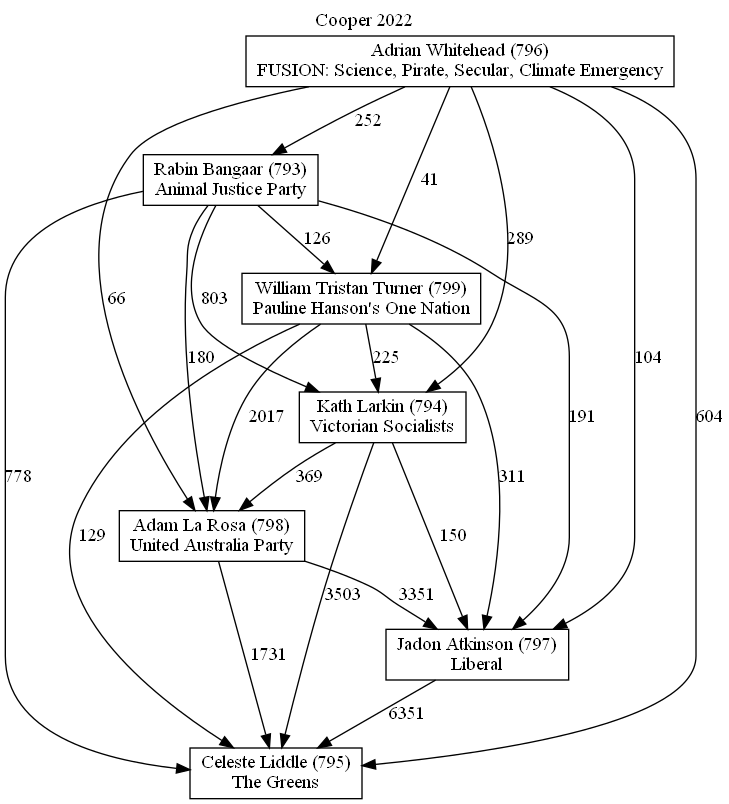 Cooper 2022
Adrian Whitehead (796)
FUSION: Science, Pirate, Secular, Climate Emergency
252
Rabin Bangaar (793)
Animal Justice Party
41
126
289
William Tristan Turner (799)
Pauline Hanson's One Nation
66
803
180
225
104
2017
Kath Larkin (794)
Victorian Socialists
191
604
778
369
311
Adam La Rosa (798)
United Australia Party
129
150
3503
3351
Jadon Atkinson (797)
Liberal
1731
6351
Celeste Liddle (795)
The Greens